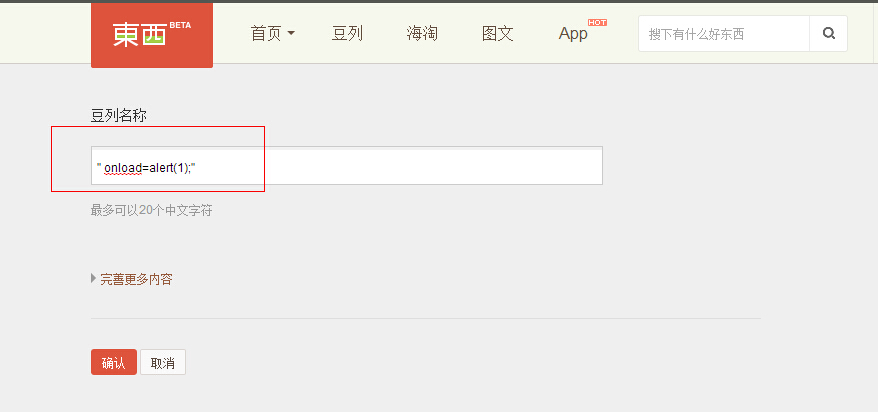 東西 BETA
首页 豆列 海淘 图文 App HOT 搜下有什么好东西
豆列名称
" onload=alert(1);"
最多可以20个中文字符
完善更多内容
确认 取消